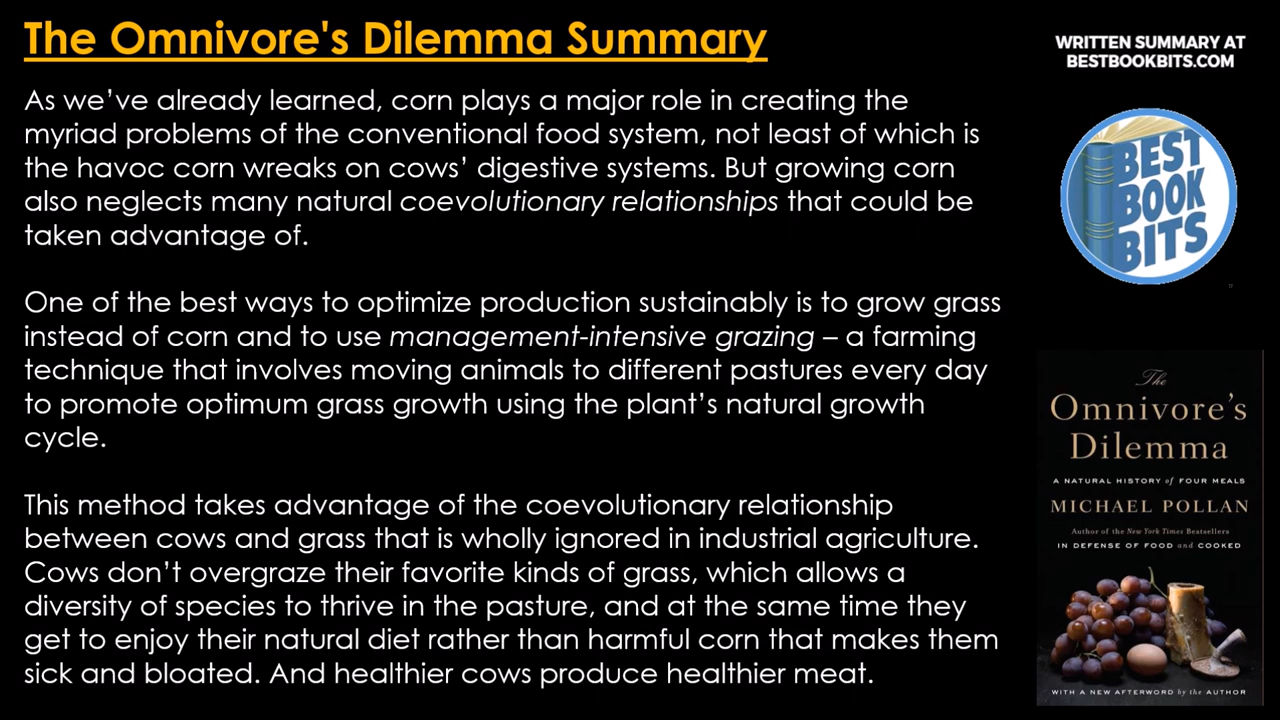 The Omnivore's Dilemma Summary
As we’ve already learned, corn plays a major role in creating the
myriad problems of the conventional food system, not least of which is
the havoc corn wreaks on cows’ digestive systems. But growing corn
also neglects many natural coevolutionary relationships that could be
taken advantage of.
One of the best ways to optimize production sustainably is to grow grass
instead of corn and to use management-intensive grazing – a farming
technique that involves moving animals to different pastures every day
to promote optimum grass growth using the plant’s natural growth
cycle.
This method takes advantage of the coevolutionary relationship
between cows and grass that is wholly ignored in industrial agriculture.
Cows don’t overgraze their favorite kinds of grass, which allows a
diversity of species to thrive in the pasture, and at the same time they
get to enjoy their natural diet rather than harmful corn that makes them
sick and bloated. And healthier cows produce healthier meat.
WRITTEN SUMMARY AT
BESTBOOKBITS.COM
BEST
BOOK
BITS
The
Omnivore’s
Dilemma
A NATURAL HISTORY of FOUR MEALS
MICHAEL POLLAN
Author of the New York Times Bestsellers
IN DEFENSE OF FOOD and COOKED
WITH A NEW AFTERWORD by the AUTHOR